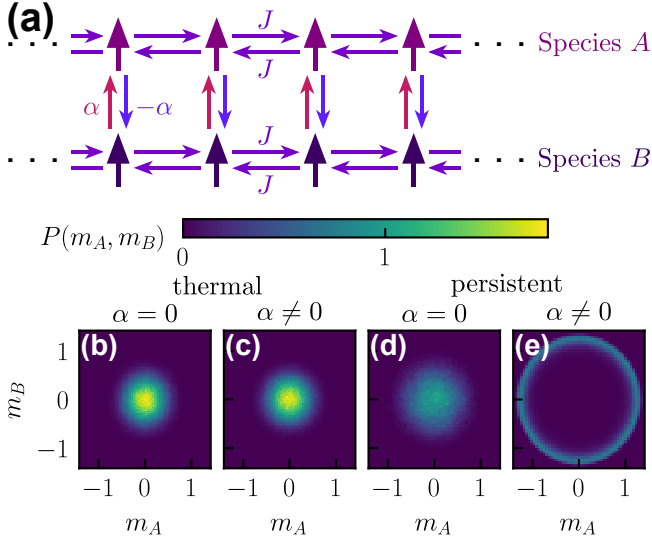 (a)
J
J
Species A
α
−α
J
J
Species B
P(m_A, m_B)
0
1
thermal
persistent
α = 0
α ≠ 0
α = 0
α ≠ 0
(b)
(c)
(d)
(e)
m_B
1
0
−1
−1 0 1
−1 0 1
−1 0 1
−1 0 1
m_A
m_A
m_A
m_A